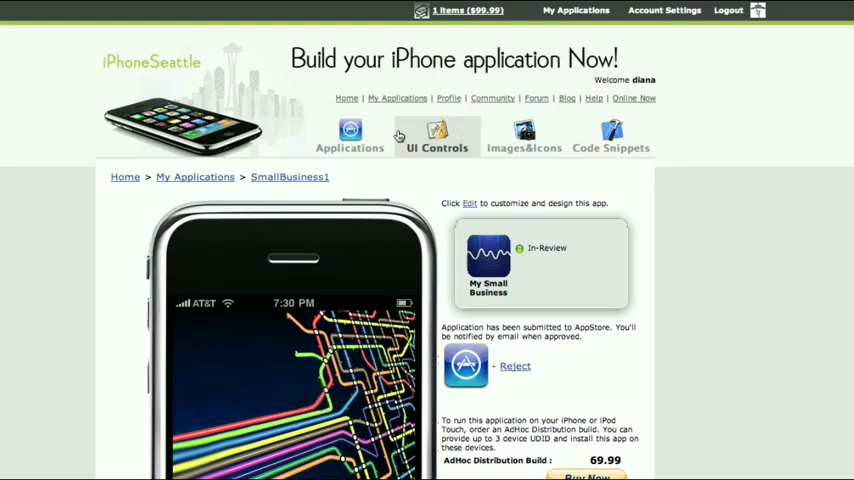 1 items ($99.99) My Applications Account Settings Logout
iPhoneSeattle
Build your iPhone application Now!
Welcome diana
Home | My Applications | Profile | Community | Forum | Blog | Help | Online Now
Applications UI Controls Images&Icons Code Snippets
Home > My Applications > SmallBusiness1
Click Edit to customize and design this app.
In-Review
My Small
Business
AT&T 7:30 PM
Application has been submitted to AppStore. You'll
be notified by email when approved.
- Reject
To run this application on your iPhone or iPod
Touch, order an AdHoc Distribution build. You can
provide up to 3 device UDID and install this app on
these devices.
AdHoc Distribution Build : 69.99
Buy Now